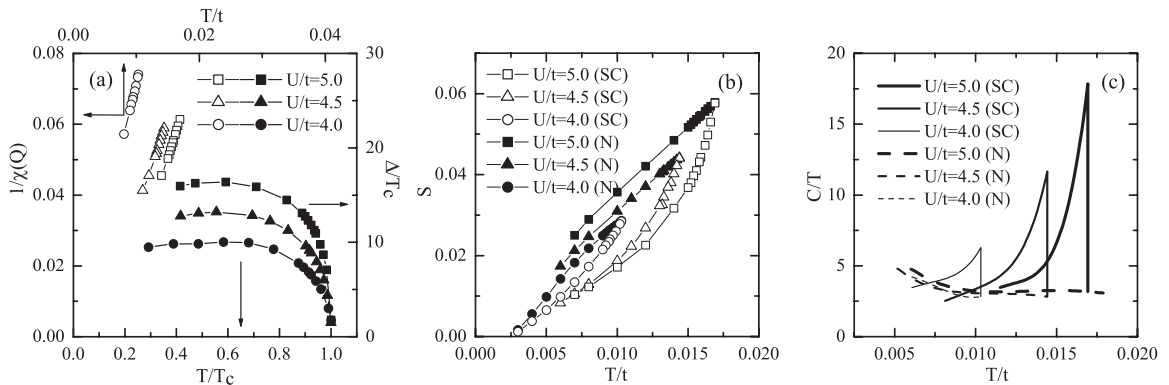 T/t
0.00 0.02 0.04
(a)
0.08
0.06
0.04
0.02
0.00
1/χ(Q)
U/t=5.0
U/t=4.5
U/t=4.0
30
20
10
0
Δ/Tc
0.0 0.2 0.4 0.6 0.8 1.0
T/Tc
(b)
0.08
0.06
0.04
0.02
0.00
S
U/t=5.0 (SC)
U/t=4.5 (SC)
U/t=4.0 (SC)
U/t=5.0 (N)
U/t=4.5 (N)
U/t=4.0 (N)
0.000 0.005 0.010 0.015 0.020
T/t
(c)
20
15
10
5
0
C/T
U/t=5.0 (SC)
U/t=4.5 (SC)
U/t=4.0 (SC)
U/t=5.0 (N)
U/t=4.5 (N)
U/t=4.0 (N)
0.005 0.010 0.015 0.020
T/t